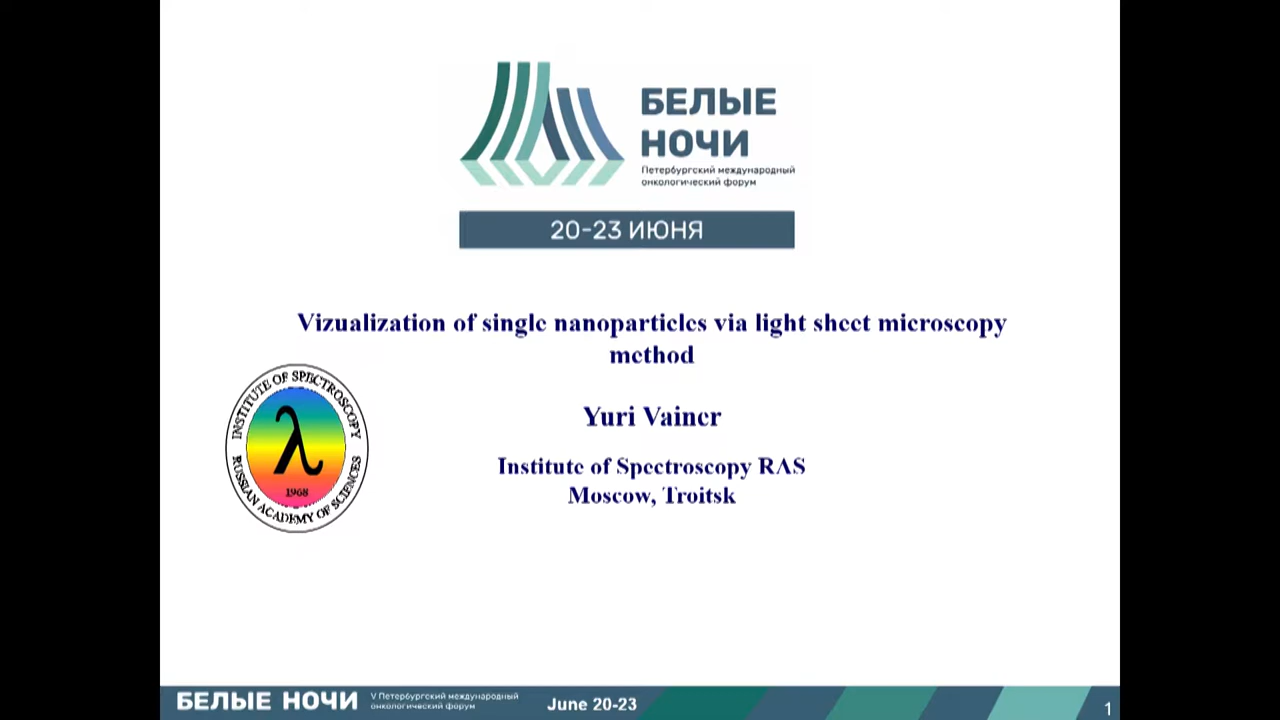 БЕЛЫЕ
НОЧИ
Петербургский международный
онкологический форум
20-23 ИЮНЯ
Vizualization of single nanoparticles via light sheet microscopy
method
Yuri Vainer
Institute of Spectroscopy RAS
Moscow, Troitsk
INSTITUTE OF SPECTROSCOPY
λ
1968
RUSSIAN ACADEMY OF SCIENCES
БЕЛЫЕ НОЧИ
V Петербургский международный
онкологический форум
June 20-23
1